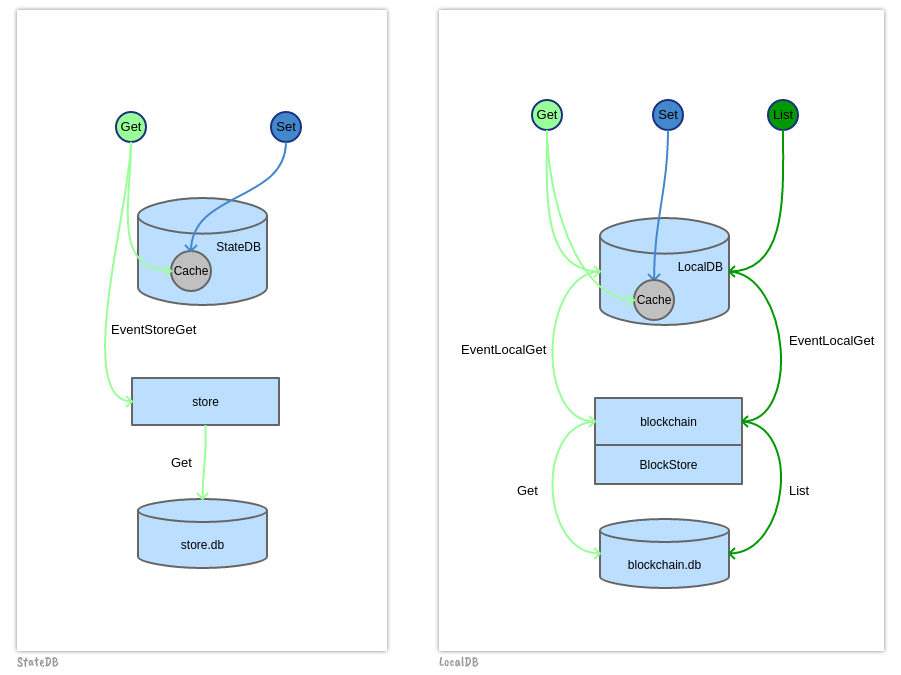 Get
Set
StateDB
Cache
EventStoreGet
store
Get
store.db
StateDB
Get
Set
List
LocalDB
Cache
EventLocalGet
EventLocalGet
blockchain
BlockStore
Get
List
blockchain.db
LocalDB